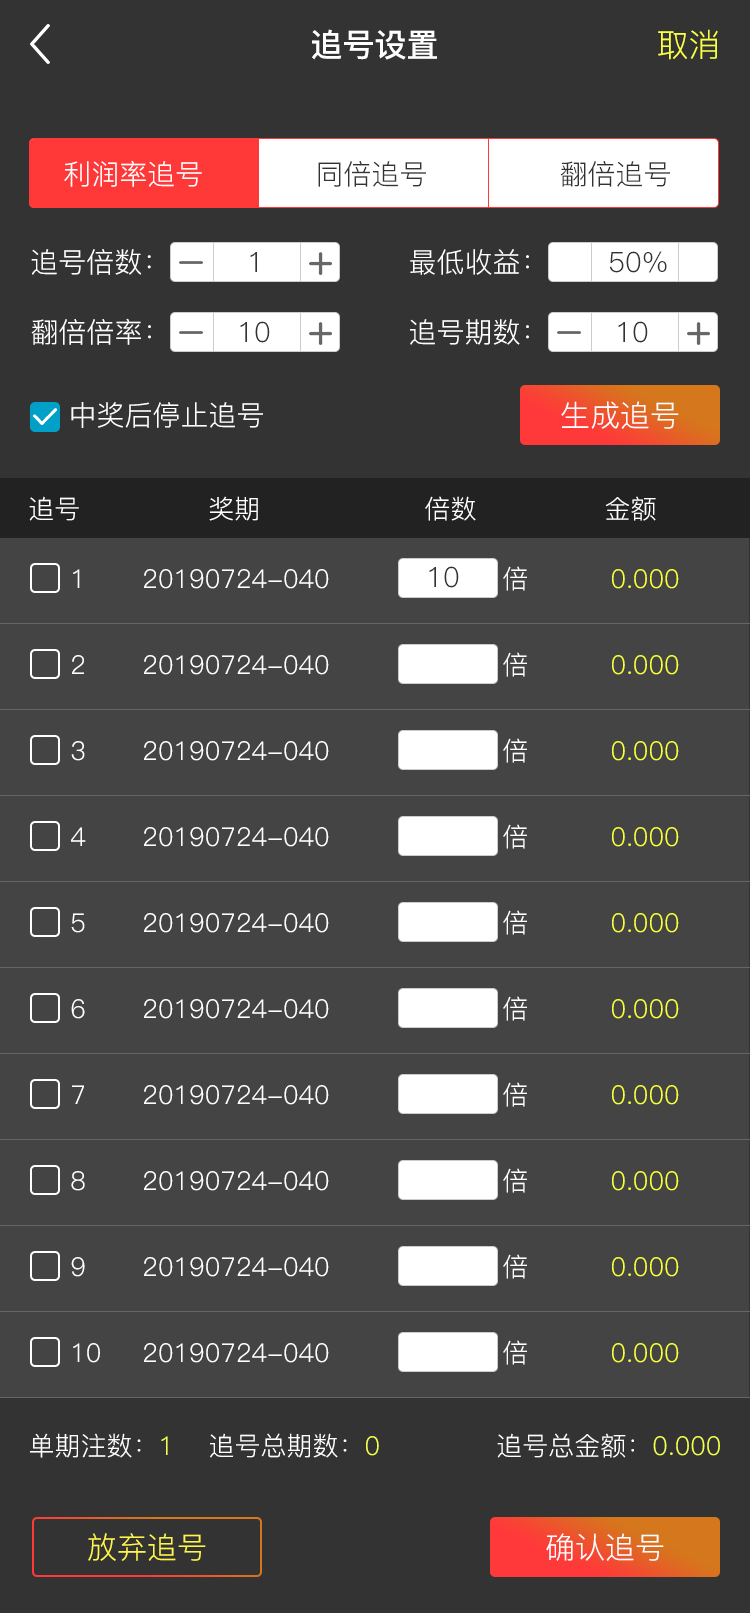 追号设置 取消
利润率追号 同倍追号 翻倍追号
追号倍数： 1 最低收益： 50%
翻倍倍率： 10 追号期数： 10
中奖后停止追号 生成追号
追号 奖期 倍数 金额
1 20190724-040 10 倍 0.000
2 20190724-040 倍 0.000
3 20190724-040 倍 0.000
4 20190724-040 倍 0.000
5 20190724-040 倍 0.000
6 20190724-040 倍 0.000
7 20190724-040 倍 0.000
8 20190724-040 倍 0.000
9 20190724-040 倍 0.000
10 20190724-040 倍 0.000
单期注数： 1 追号总期数： 0 追号总金额： 0.000
放弃追号 确认追号